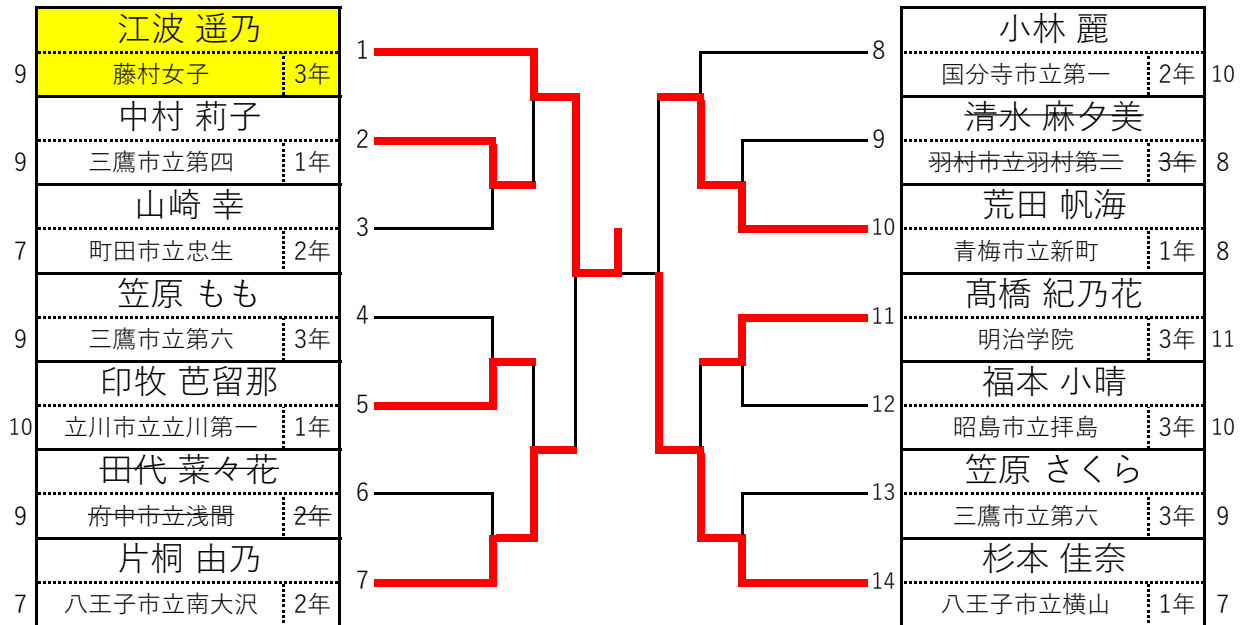 江波 遥乃
9 藤村女子 3年
1
中村 莉子
9 三鷹市立第四 1年
2
山崎 幸
7 町田市立忠生 2年
3
笠原 もも
9 三鷹市立第六 3年
4
印牧 芭留那
10 立川市立立川第一 1年
5
田代 菜々花
9 府中市立浅間 2年
6
片桐 由乃
7 八王子市立南大沢 2年
7
小林 麗
8
国分寺市立第一 2年 10
清水 麻夕美
9
羽村市立羽村第二 3年 8
荒田 帆海
10
青梅市立新町 1年 8
髙橋 紀乃花
11
明治学院 3年 11
福本 小晴
12
昭島市立拝島 3年 10
笠原 さくら
13
三鷹市立第六 3年 9
杉本 佳奈
14
八王子市立横山 1年 7